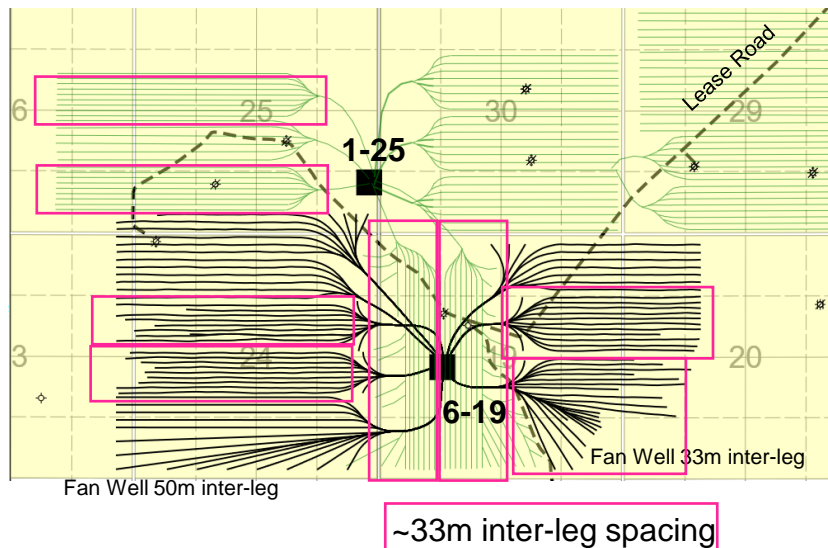 6
25
30
29
Lease Road
1-25
3
24
19
20
6-19
Fan Well 33m inter-leg
Fan Well 50m inter-leg
~33m inter-leg spacing